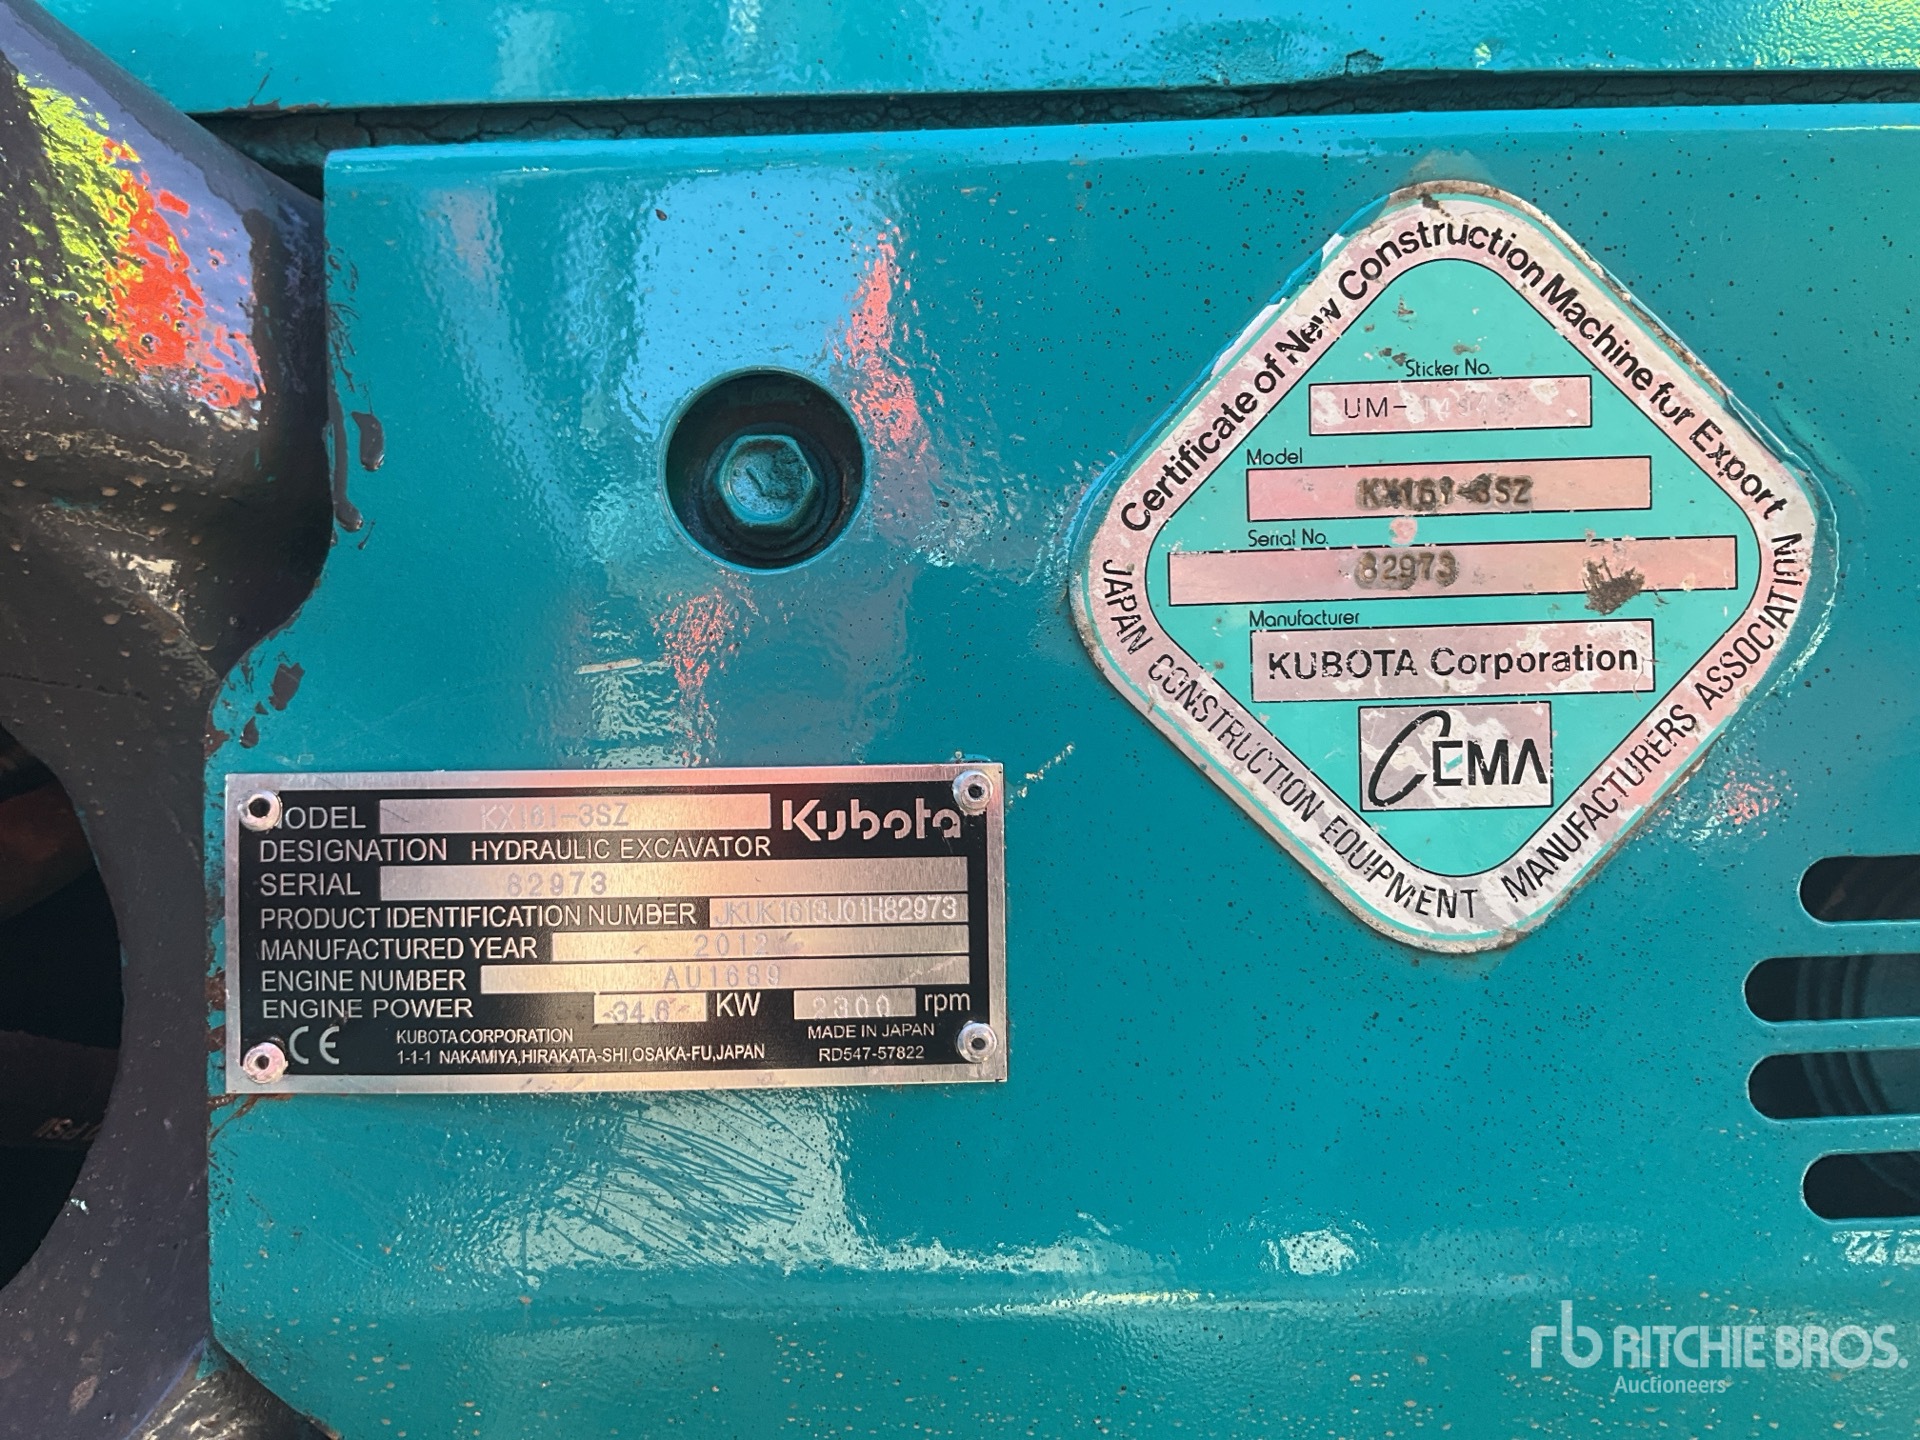 Certificate of New Construction Machine for Export
Sticker No.
UM-
Model
KX161-3SZ
Serial No.
82973
Manufacturer
KUBOTA Corporation
CEMA
JAPAN CONSTRUCTION EQUIPMENT MANUFACTURERS ASSOCIATION
MODEL KX161-3SZ Kubota
DESIGNATION HYDRAULIC EXCAVATOR
SERIAL 82973
PRODUCT IDENTIFICATION NUMBER JKUK1613J01H82973
MANUFACTURED YEAR 2012
ENGINE NUMBER AU1689
ENGINE POWER 34.6 KW 2300 rpm
CE KUBOTA CORPORATION MADE IN JAPAN
1-1-1 NAKAMIYA,HIRAKATA-SHI,OSAKA-FU,JAPAN RD547-57822
rb RITCHIE BROS.
Auctioneers